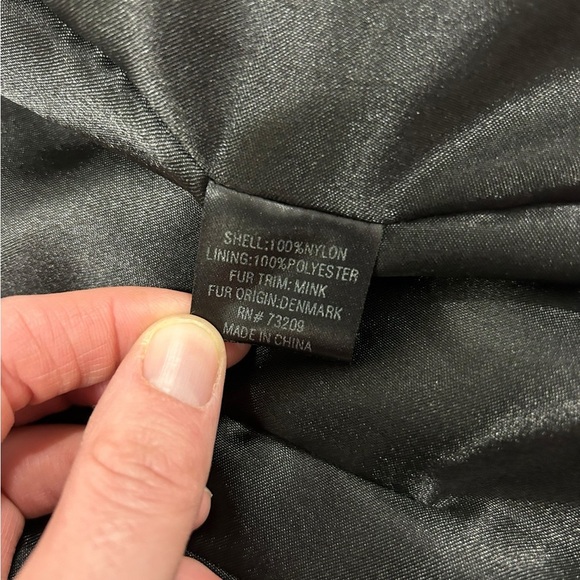 SHELL:100%NYLON
LINING:100%POLYESTER
FUR TRIM: MINK
FUR ORIGIN:DENMARK
RN# 73209
MADE IN CHINA